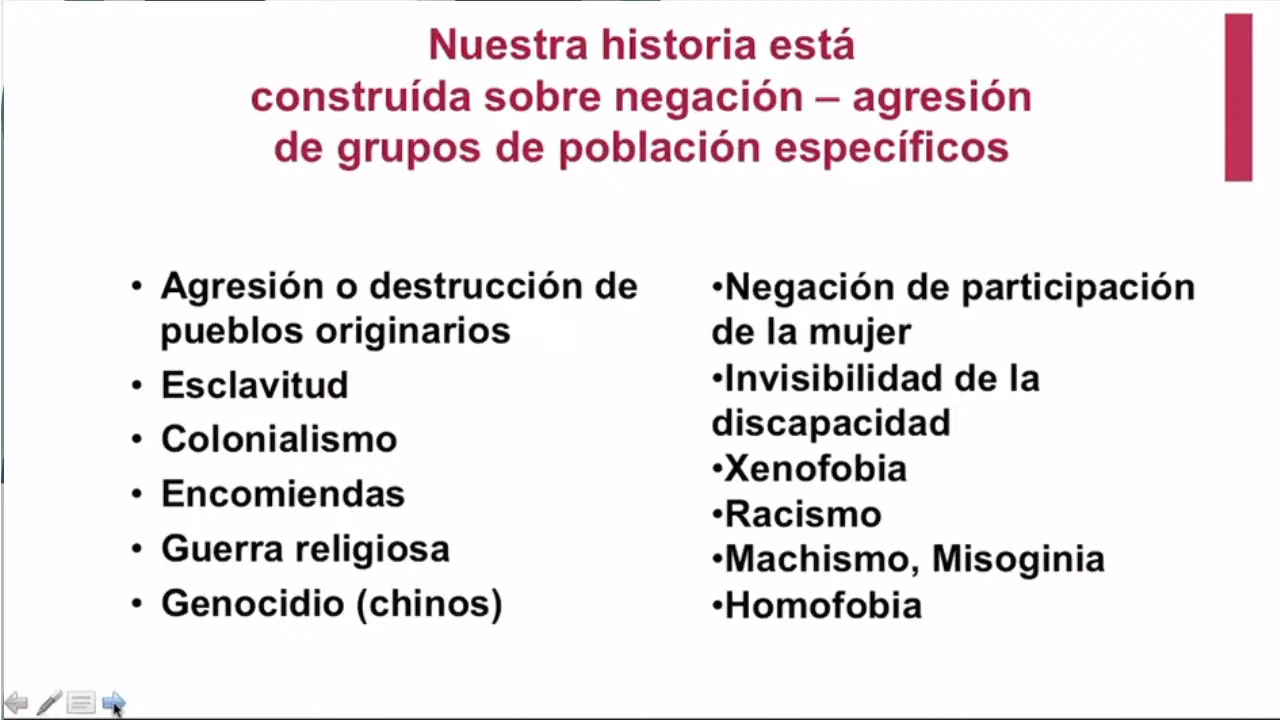 Nuestra historia está
construída sobre negación – agresión
de grupos de población específicos
• Agresión o destrucción de
pueblos originarios
• Esclavitud
• Colonialismo
• Encomiendas
• Guerra religiosa
• Genocidio (chinos)
•Negación de participación
de la mujer
•Invisibilidad de la
discapacidad
•Xenofobia
•Racismo
•Machismo, Misoginia
•Homofobia